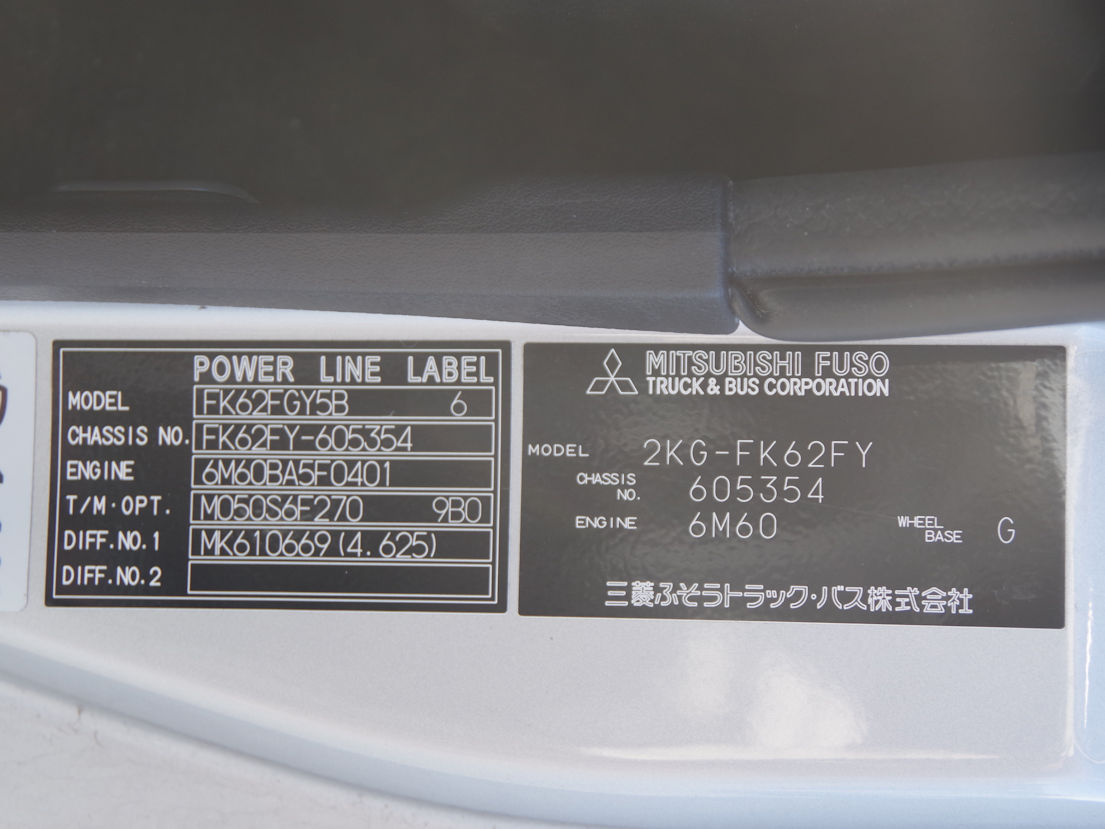 POWER LINE LABEL
MODEL FK62FGY5B 6
CHASSIS NO. FK62FY-605354
ENGINE 6M60BA5F0401
T/M·OPT. M050S6F270 9B0
DIFF.NO.1 MK610669(4.625)
DIFF.NO.2
MITSUBISHI FUSO
TRUCK & BUS CORPORATION
MODEL 2KG-FK62FY
CHASSIS NO. 605354
ENGINE 6M60 WHEEL BASE G
三菱ふそうトラック・バス株式会社